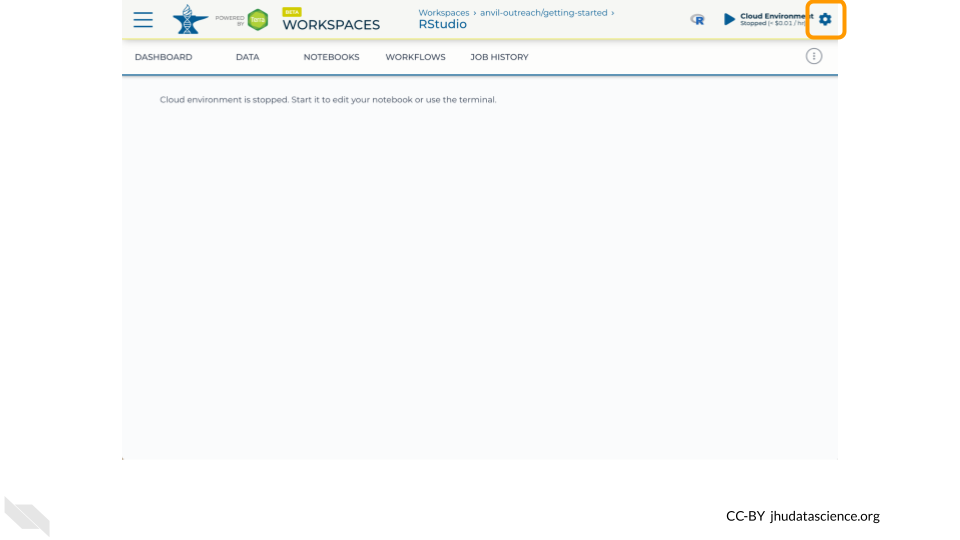 POWERED
BY
Terra
BETA
WORKSPACES
Workspaces › anvil-outreach/getting-started ›
RStudio
R
Cloud Environment
Stopped (~ $0.01 / hr)
DASHBOARD DATA NOTEBOOKS WORKFLOWS JOB HISTORY
Cloud environment is stopped. Start it to edit your notebook or use the terminal.
CC-BY jhudatascience.org